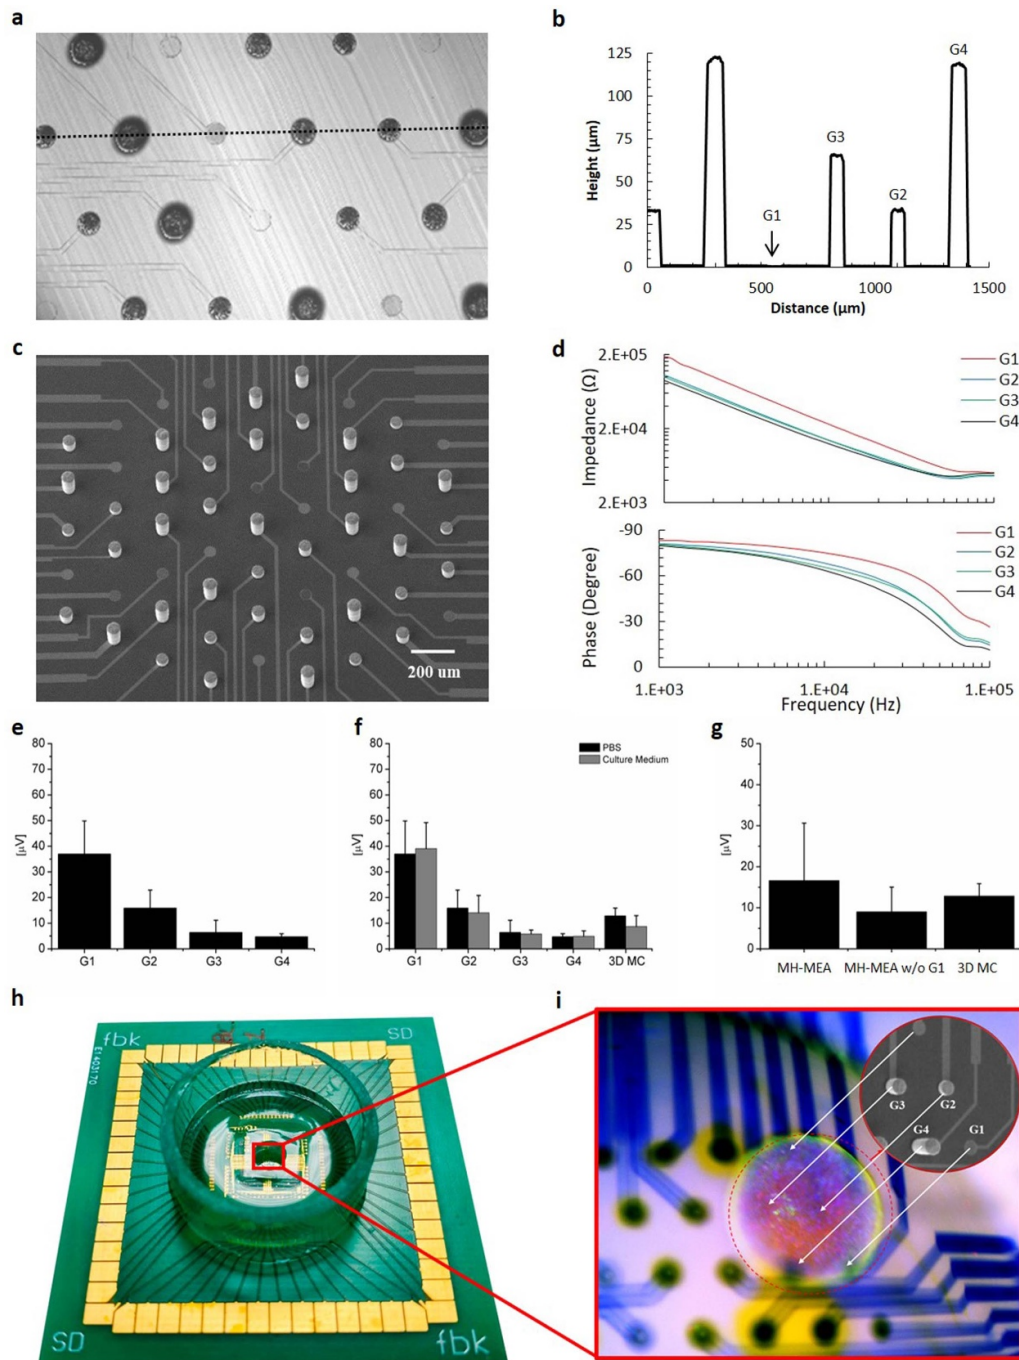 a
b
Height (µm)
125
100
75
50
25
0
G1
G3
G2
G4
0
500
1000
1500
Distance (µm)
c
200 um
d
Impedance (Ω)
2.E+05
2.E+04
2.E+03
G1
G2
G3
G4
Phase (Degree)
-90
-60
-30
0
G1
G2
G3
G4
1.E+03
1.E+04
1.E+05
Frequency (Hz)
e
[µV]
80
70
60
50
40
30
20
10
0
G1
G2
G3
G4
f
[µV]
80
70
60
50
40
30
20
10
0
PBS
Culture Medium
G1
G2
G3
G4
3D MC
g
[µV]
50
40
30
20
10
0
MH-MEA
MH-MEA w/o G1
3D MC
h
fbk
SD
E1403170
SD
fbk
i
G3
G2
G4
G1